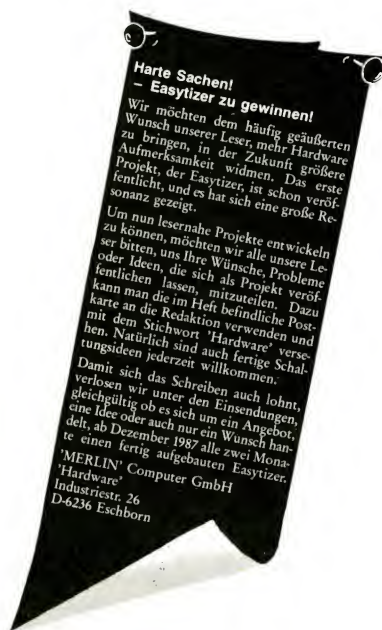 Harte Sachen!
– Easytizer zu gewinnen!
Wir möchten dem häufig geäußerten
Wunsch unserer Leser, mehr Hardware
zu bringen, in der Zukunft größere
Aufmerksamkeit widmen. Das erste
Projekt, der Easytizer, ist schon veröf-
fentlicht, und es hat sich eine große Re-
sonanz gezeigt.
Um nun lesernahe Projekte entwickeln
zu können, möchten wir alle unsere Le-
ser bitten, uns Ihre Wünsche, Probleme
oder Ideen, die sich als Projekt veröf-
fentlichen lassen, mitzuteilen. Dazu
kann man die im Heft befindliche Post-
karte an die Redaktion verwenden und
mit dem Stichwort 'Hardware' verse-
hen. Natürlich sind auch fertige Schal-
tungsideen jederzeit willkommen.
Damit sich das Schreiben auch lohnt,
verlosen wir unter den Einsendungen,
gleichgültig ob es sich um ein Angebot,
eine Idee oder auch nur ein Wunsch han-
delt, ab Dezember 1987 alle zwei Mona-
te einen fertig aufgebauten Easytizer.
'MERLIN' Computer GmbH
'Hardware'
Industriestr. 26
D-6236 Eschborn